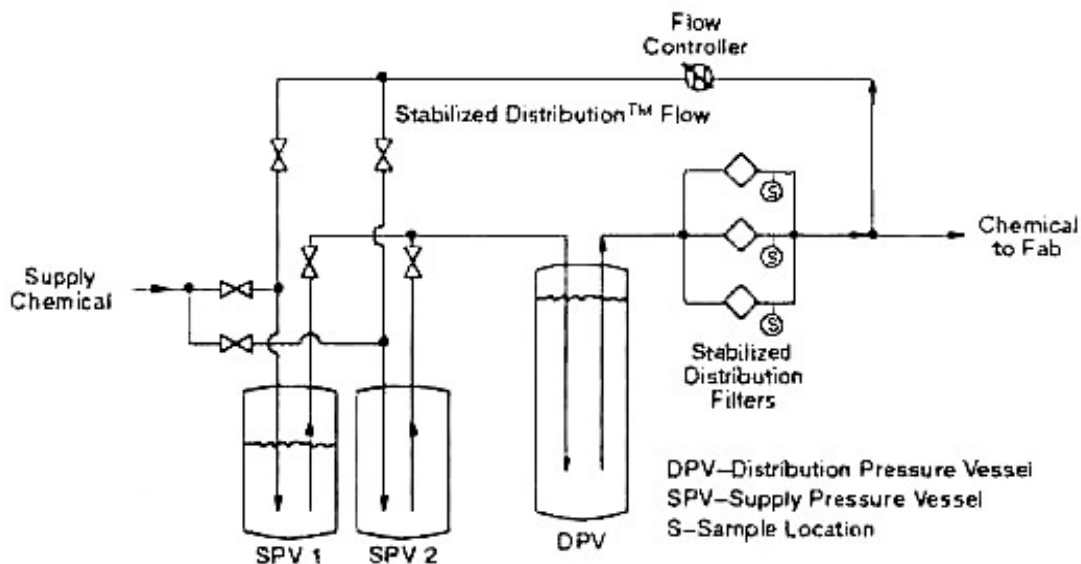 Flow
Controller
Stabilized Distribution™ Flow
S
S
S
Chemical
to Fab
Supply
Chemical
Stabilized
Distribution
Filters
DPV–Distribution Pressure Vessel
SPV–Supply Pressure Vessel
S–Sample Location
SPV 1
SPV 2
DPV